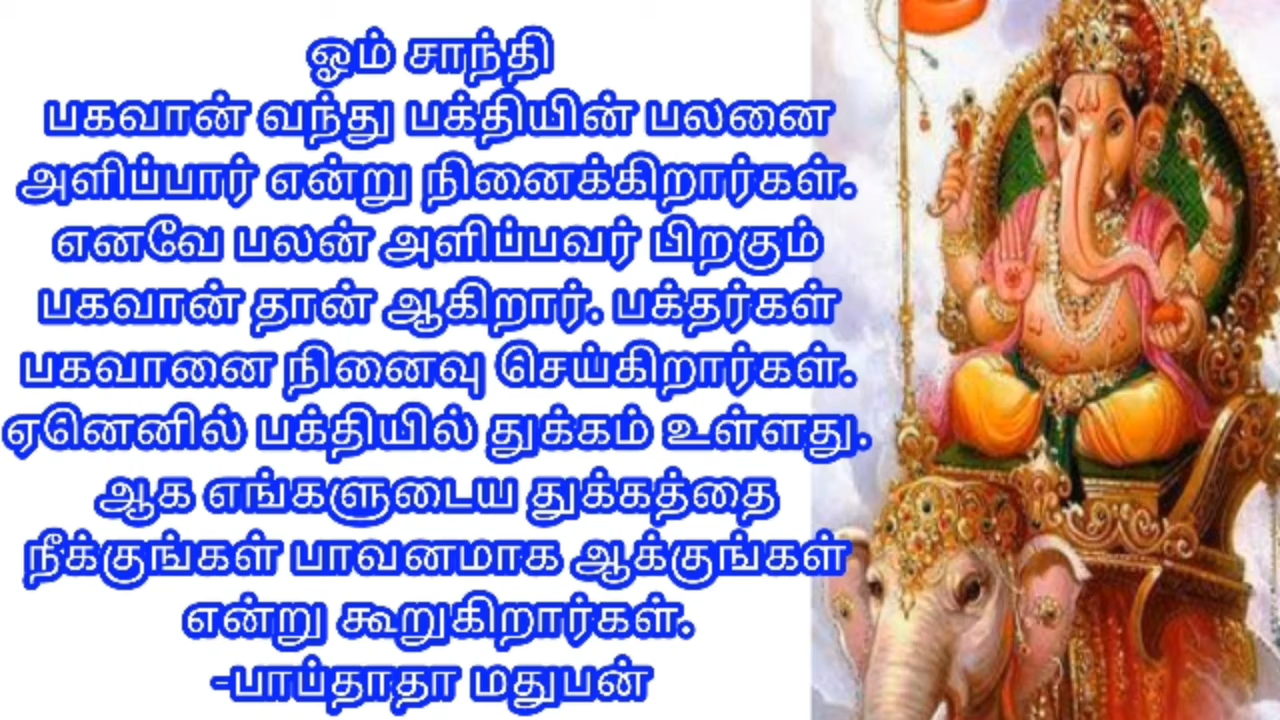 ஓம் சாந்தி
பகவான் வந்து பக்தியின் பலனை
அளிப்பார் என்று நினைக்கிறார்கள்.
எனவே பலன் அளிப்பவர் பிறகும்
பகவான் தான் ஆகிறார். பக்தர்கள்
பகவானை நினைவு செய்கிறார்கள்.
ஏனெனில் பக்தியில் துக்கம் உள்ளது.
ஆக எங்களுடைய துக்கத்தை
நீக்குங்கள் பாவனமாக ஆக்குங்கள்
என்று கூறுகிறார்கள்.
-பாப்தாதா மதுபன்